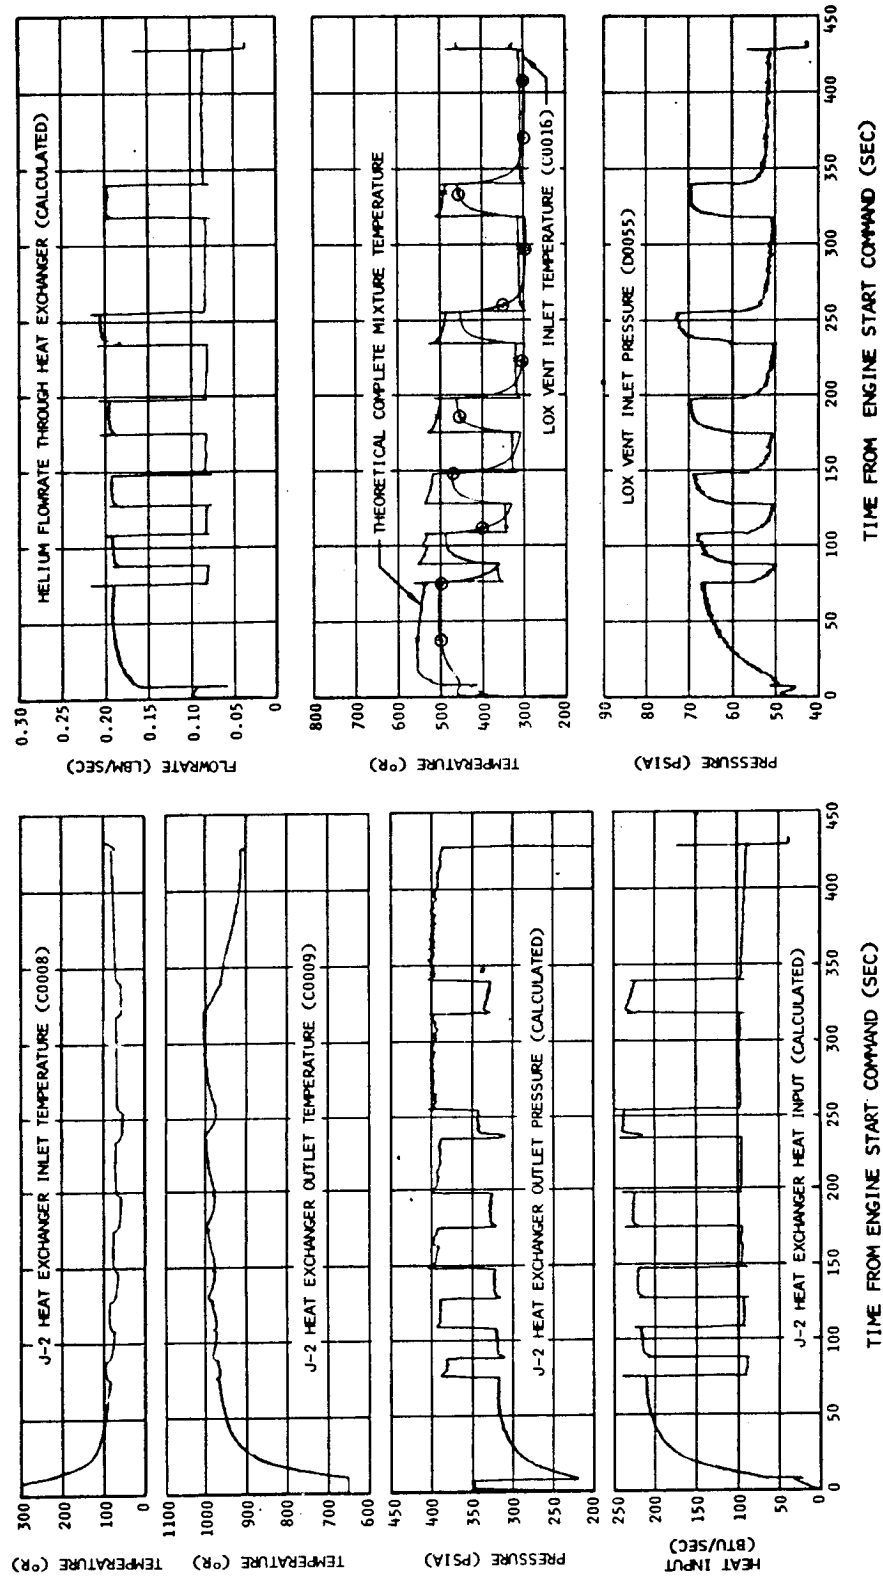 J-2 HEAT EXCHANGER INLET TEMPERATURE (C0008)
TEMPERATURE (°R)
300
200
100
0
J-2 HEAT EXCHANGER OUTLET TEMPERATURE (C0009)
TEMPERATURE (°R)
1100
1000
900
800
700
600
J-2 HEAT EXCHANGER OUTLET PRESSURE (CALCULATED)
PRESSURE (PSIA)
450
400
350
300
250
200
J-2 HEAT EXCHANGER HEAT INPUT (CALCULATED)
HEAT INPUT
(BTU/SEC)
250
200
150
100
50
0
0 50 100 150 200 250 300 350 400 450
TIME FROM ENGINE START COMMAND (SEC)
HELIUM FLOWRATE THROUGH HEAT EXCHANGER (CALCULATED)
FLOWRATE (LBM/SEC)
0.30
0.25
0.20
0.15
0.10
0.05
0
THEORETICAL COMPLETE MIXTURE TEMPERATURE
LOX VENT INLET TEMPERATURE (C0016)
TEMPERATURE (°R)
800
700
600
500
400
300
200
LOX VENT INLET PRESSURE (D0055)
PRESSURE (PSIA)
90
80
70
60
50
40
0 50 100 150 200 250 300 350 400 450
TIME FROM ENGINE START COMMAND (SEC)